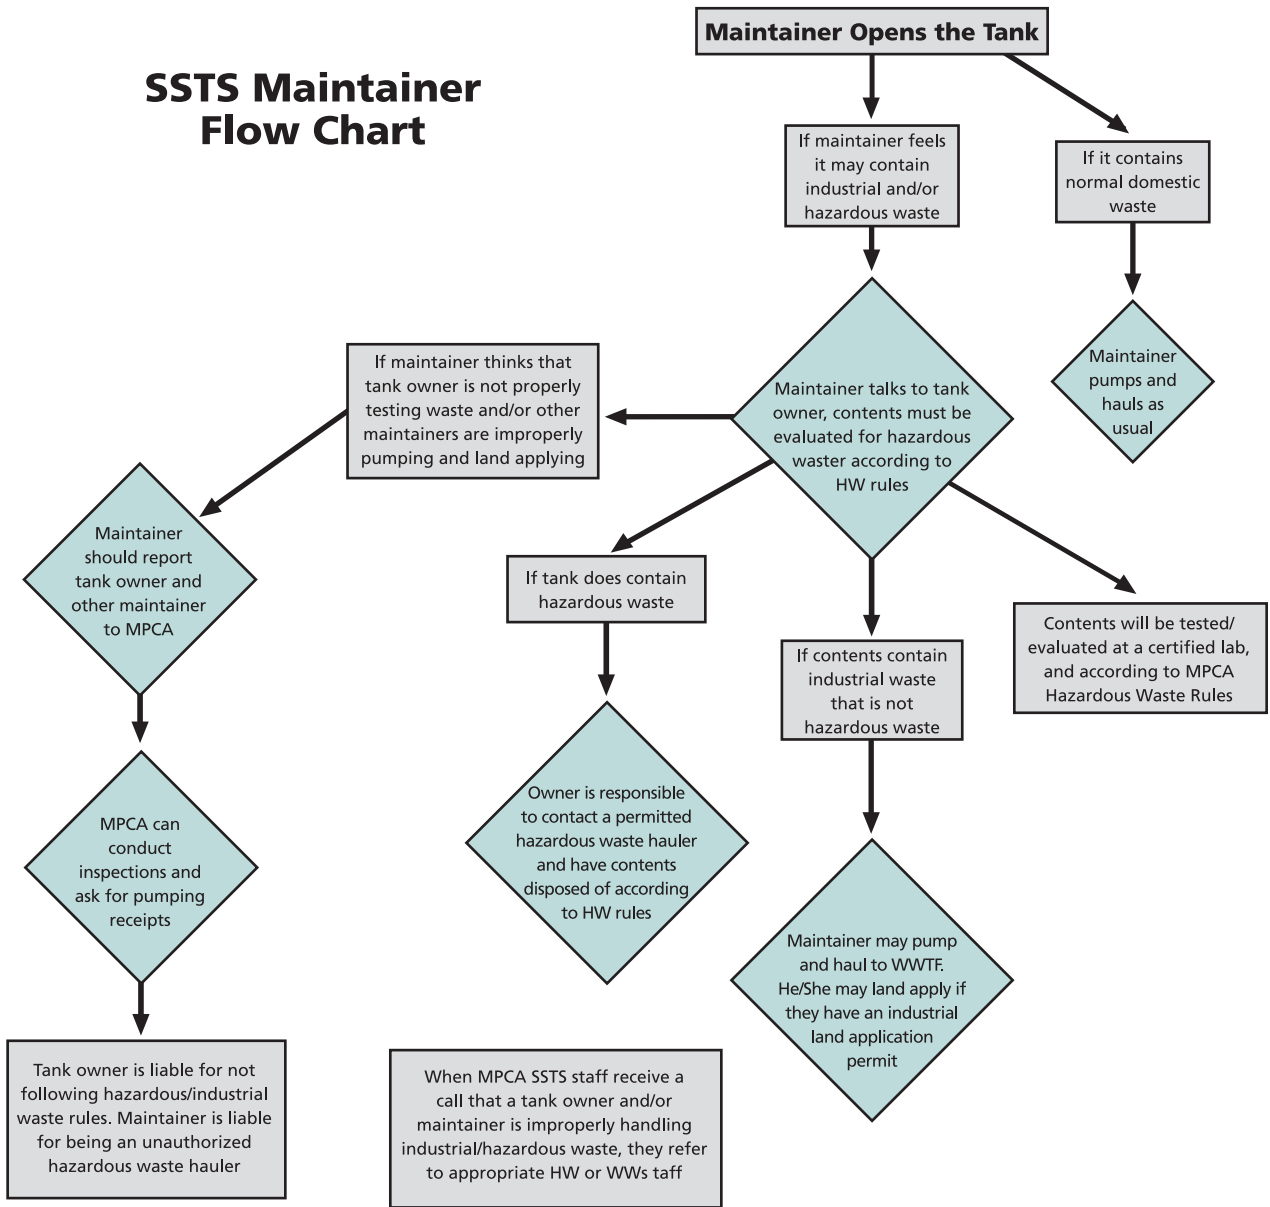 Maintainer Opens the Tank
SSTS Maintainer
Flow Chart
If maintainer feels
it may contain
industrial and/or
hazardous waste
If it contains
normal domestic
waste
Maintainer
pumps and
hauls as
usual
Maintainer talks to tank
owner, contents must be
evaluated for hazardous
waster according to
HW rules
If maintainer thinks that
tank owner is not properly
testing waste and/or other
maintainers are improperly
pumping and land applying
Maintainer
should report
tank owner and
other maintainer
to MPCA
If tank does contain
hazardous waste
If contents contain
industrial waste
that is not
hazardous waste
Contents will be tested/
evaluated at a certified lab,
and according to MPCA
Hazardous Waste Rules
MPCA can
conduct
inspections and
ask for pumping
receipts
Owner is responsible
to contact a permitted
hazardous waste hauler
and have contents
disposed of according
to HW rules
Maintainer may pump
and haul to WWTF.
He/She may land apply if
they have an industrial
land application
permit
Tank owner is liable for not
following hazardous/industrial
waste rules. Maintainer is liable
for being an unauthorized
hazardous waste hauler
When MPCA SSTS staff receive a
call that a tank owner and/or
maintainer is improperly handling
industrial/hazardous waste, they refer
to appropriate HW or WWs taff